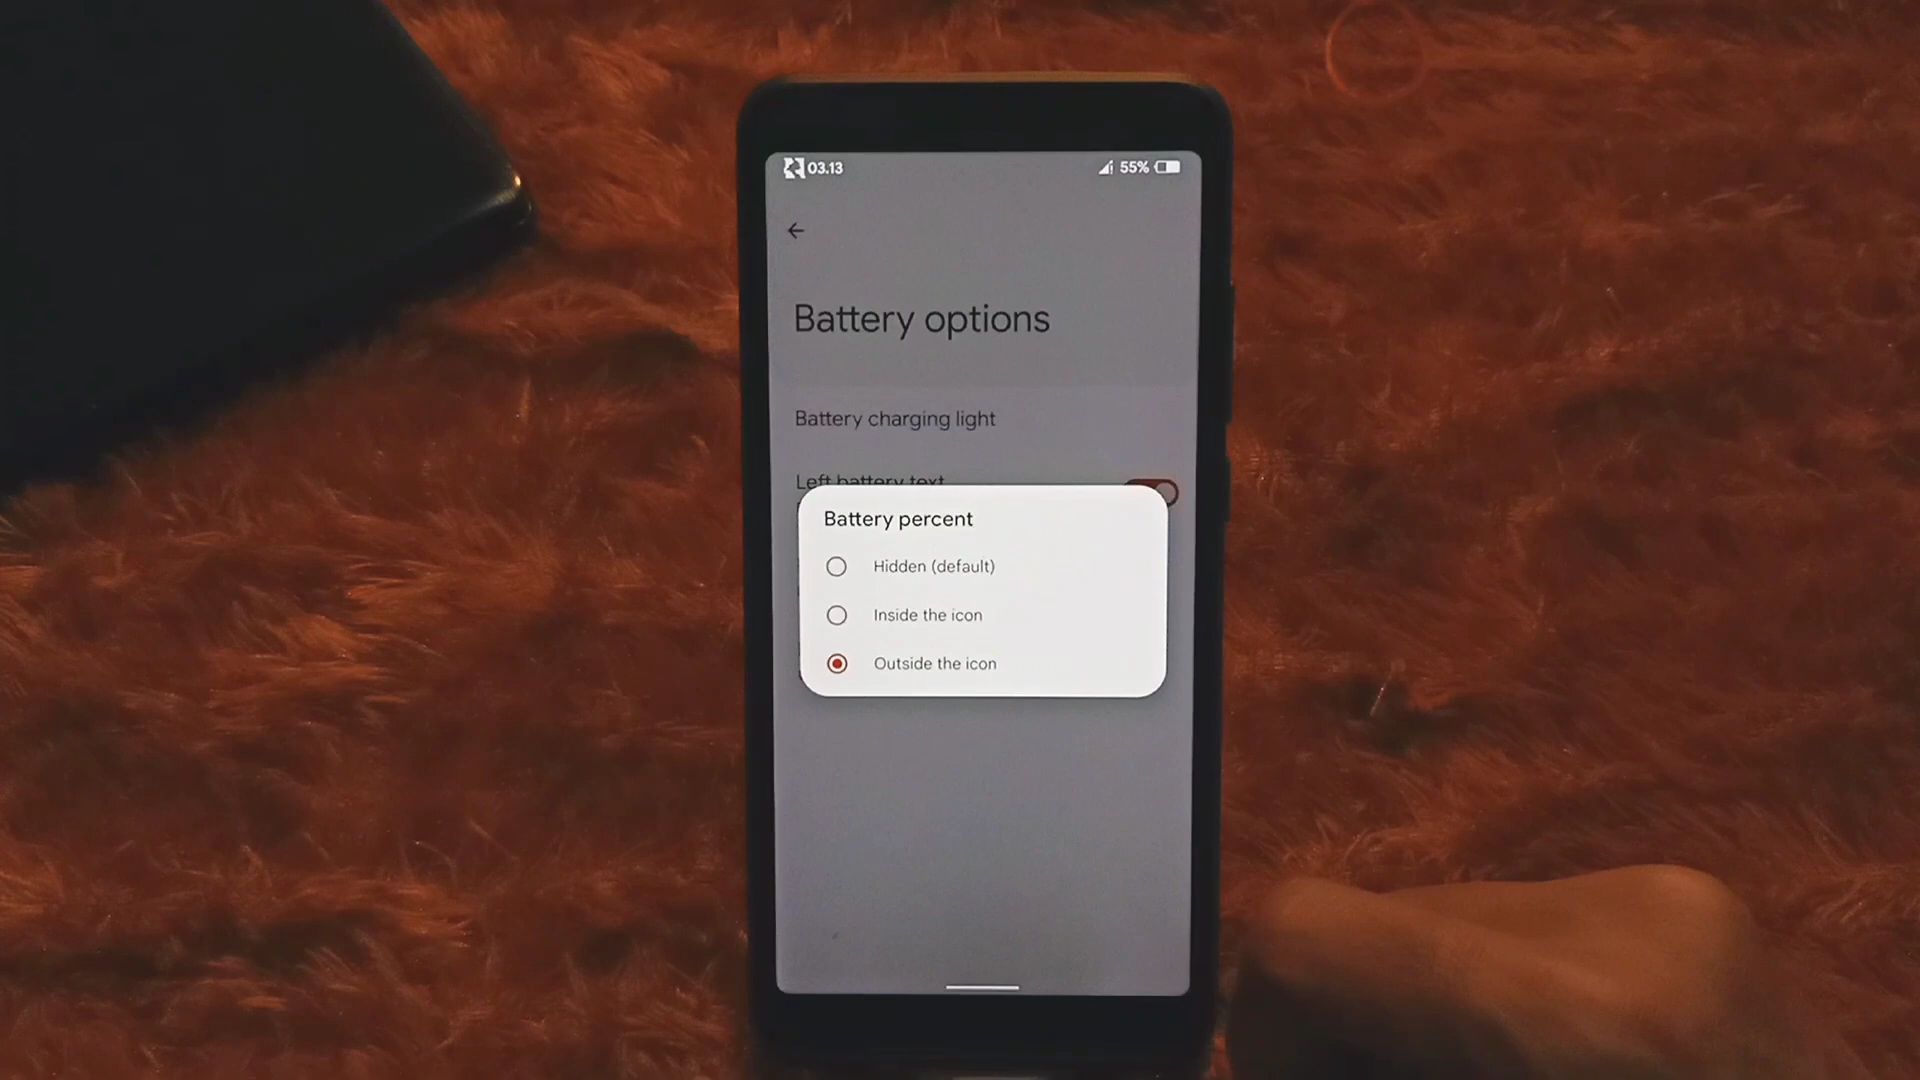 03.13 55%
Battery options
Battery charging light
Left battery text
Battery percent
Hidden (default)
Inside the icon
Outside the icon